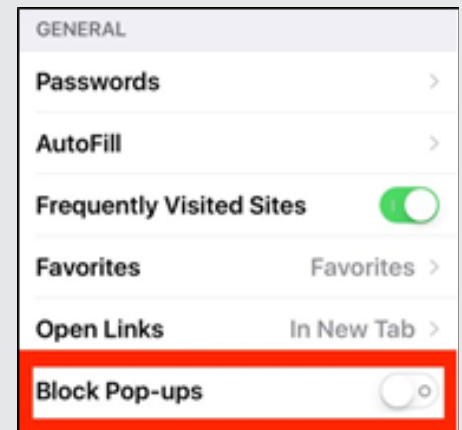 GENERAL
Passwords
AutoFill
Frequently Visited Sites
Favorites Favorites
Open Links In New Tab
Block Pop-ups